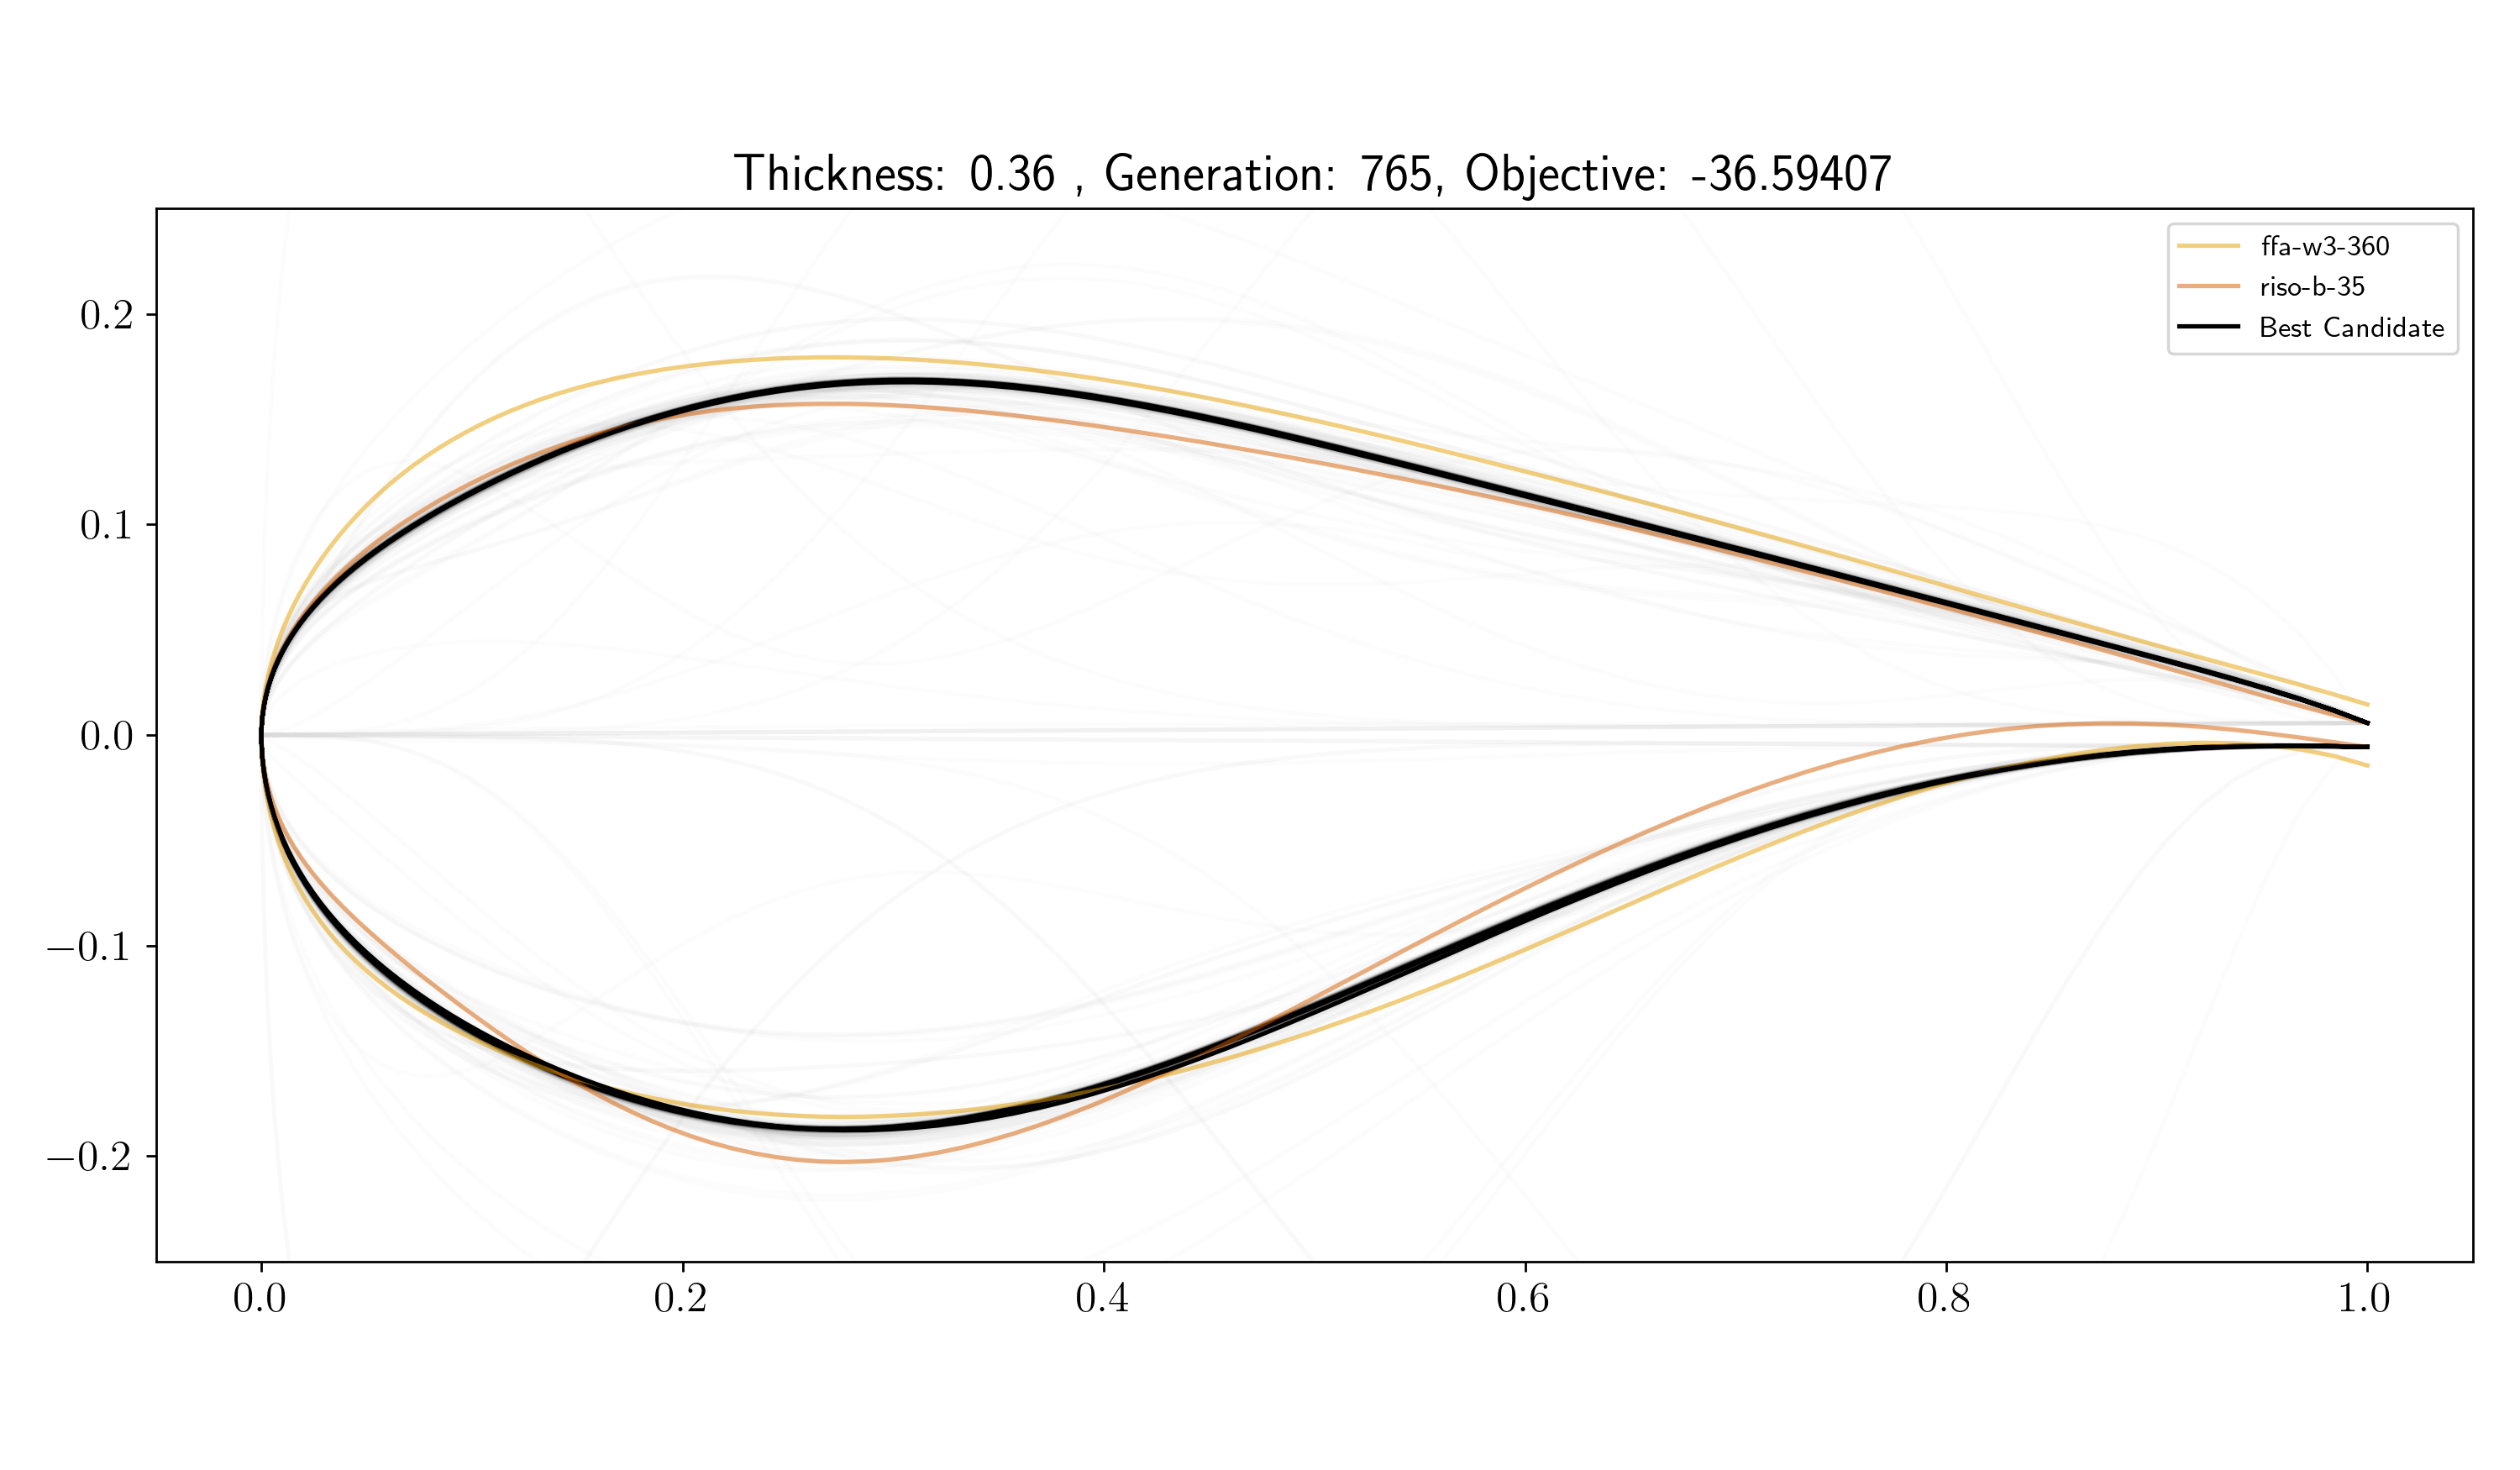 Thickness: 0.36 , Generation: 765, Objective: -36.59407
ffa-w3-360
riso-b-35
Best Candidate
0.2
0.1
0.0
−0.1
−0.2
0.0 0.2 0.4 0.6 0.8 1.0